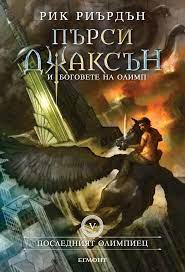 РИК РИЪРДЪН
ПЪРСИ
ДЖАКСЪН
И БОГОВЕТЕ НА ОЛИМП
V
ПОСЛЕДНИЯТ ОЛИМПИЕЦ
ЕГМОНТ